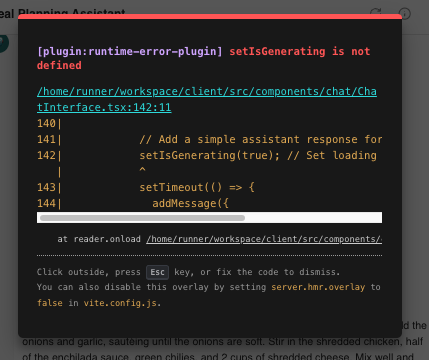 eal Planning Assistant
[plugin:runtime-error-plugin] setIsGenerating is not
defined
/home/runner/workspace/client/src/components/chat/Cha
tInterface.tsx:142:11
140|
141|            // Add a simple assistant response for
142|            setIsGenerating(true); // Set loading
   |            ^
143|            setTimeout(() => {
144|              addMessage({
at reader.onload /home/runner/workspace/client/src/components/
Click outside, press Esc key, or fix the code to dismiss.
You can also disable this overlay by setting server.hmr.overlay to
false in vite.config.js.
ld the
onions and garlic, sautéing until the onions are soft. Stir in the shredded chicken, half
of the enchilada sauce, green chilies, and 2 cups of shredded cheese. Mix well and